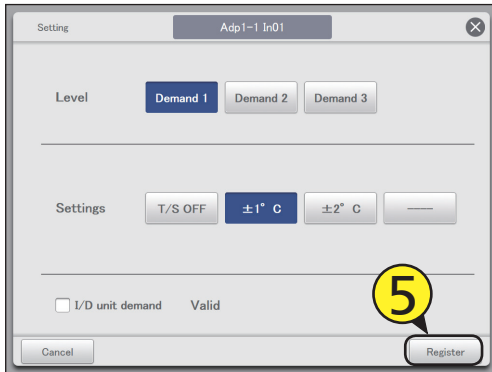 Setting Adp1-1 In01
Level Demand 1 Demand 2 Demand 3
Settings T/S OFF ±1° C ±2° C ----
I/D unit demand Valid
5
Cancel Register